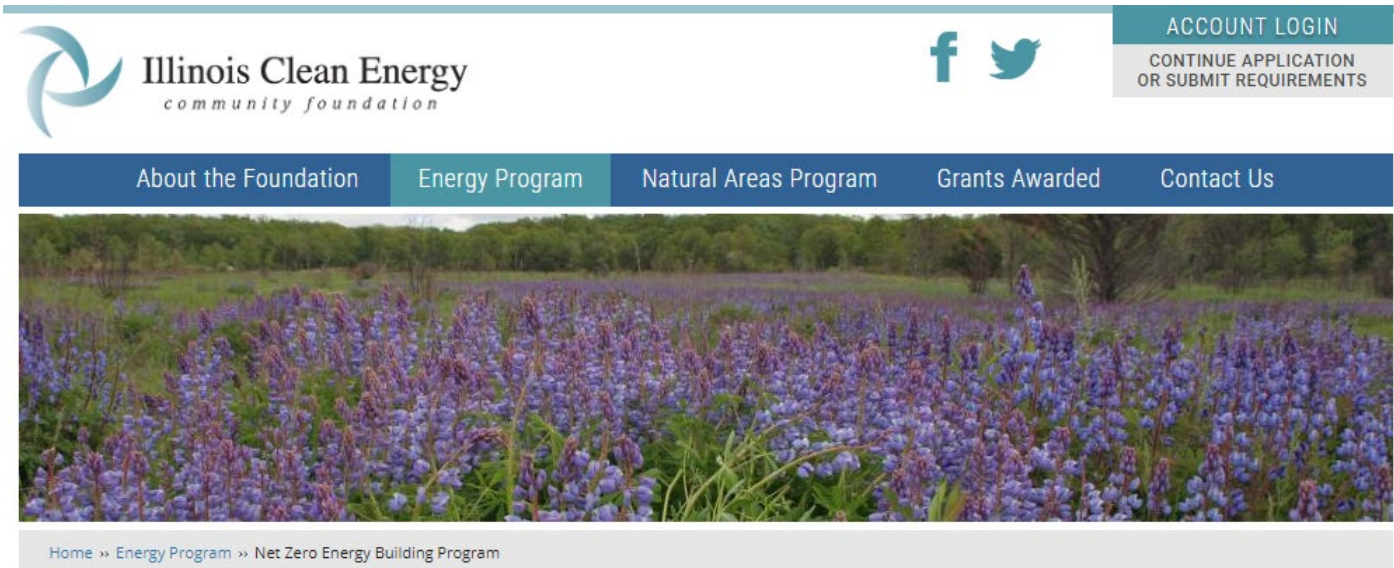 ACCOUNT LOGIN
CONTINUE APPLICATION
OR SUBMIT REQUIREMENTS
Illinois Clean Energy
community foundation
About the Foundation Energy Program Natural Areas Program Grants Awarded Contact Us
Home » Energy Program » Net Zero Energy Building Program